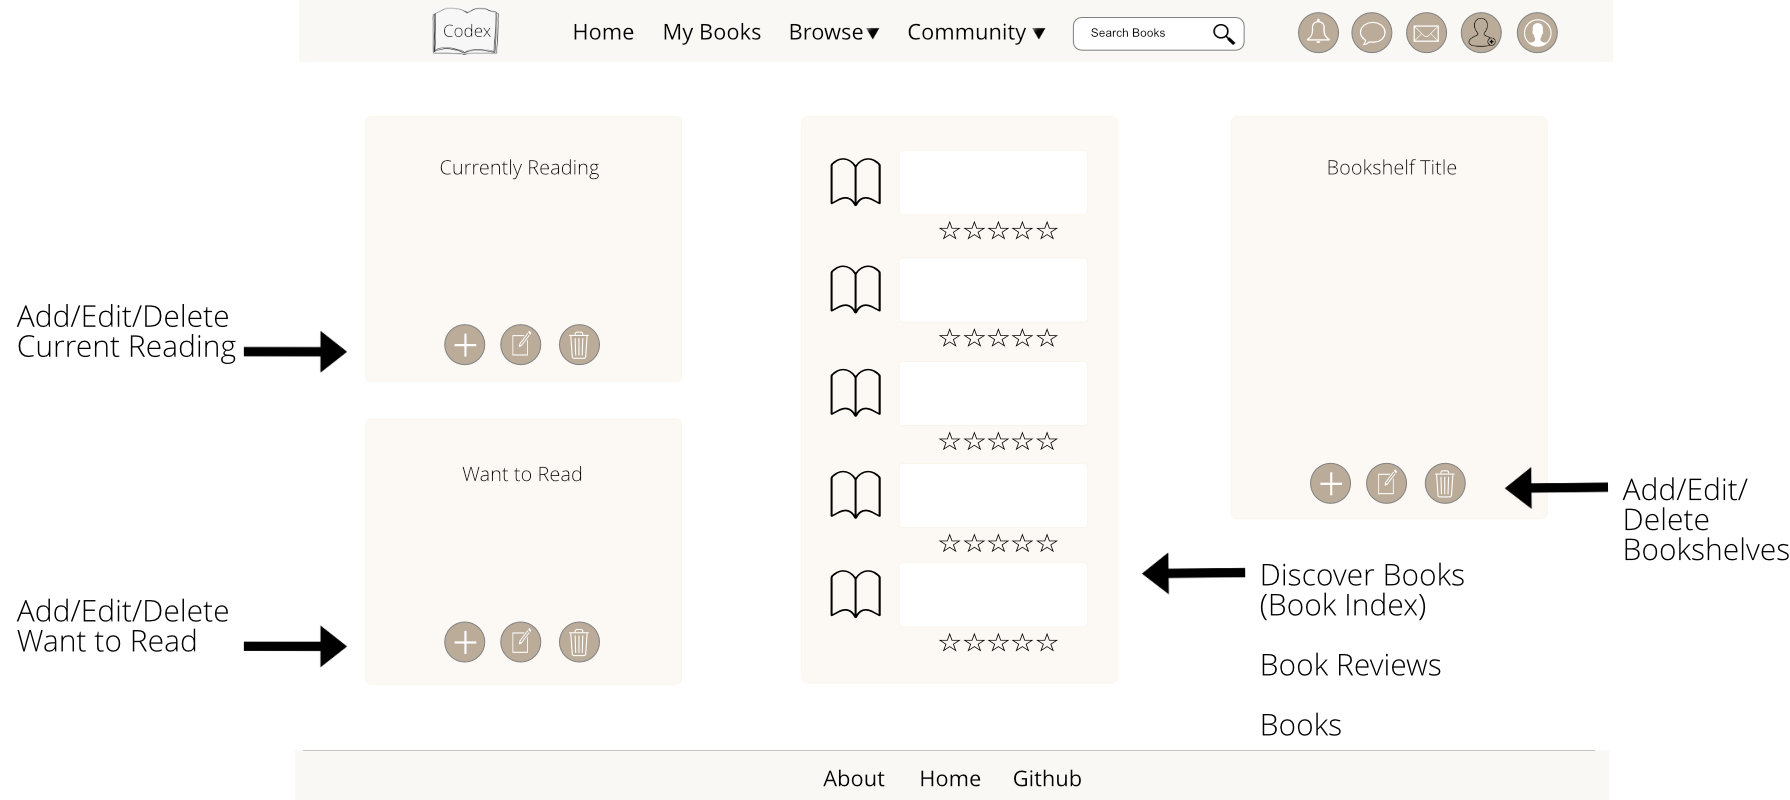 Codex
Home
My Books
Browse▼
Community ▼
Search Books
Currently Reading
Bookshelf Title
Add/Edit/Delete
Current Reading
Want to Read
Add/Edit/
Delete
Bookshelves
Discover Books
(Book Index)
Add/Edit/Delete
Want to Read
Book Reviews
Books
About
Home
Github